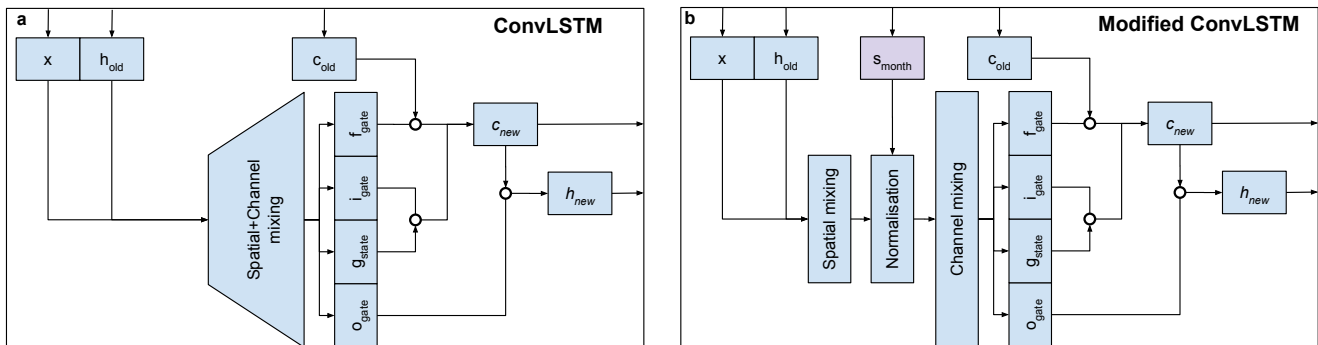 a
ConvLSTM
x
h_old
c_old
Spatial+Channel
mixing
f_gate
i_gate
g_state
o_gate
c_new
h_new
b
Modified ConvLSTM
x
h_old
s_month
c_old
Spatial mixing
Normalisation
Channel mixing
f_gate
i_gate
g_state
o_gate
c_new
h_new